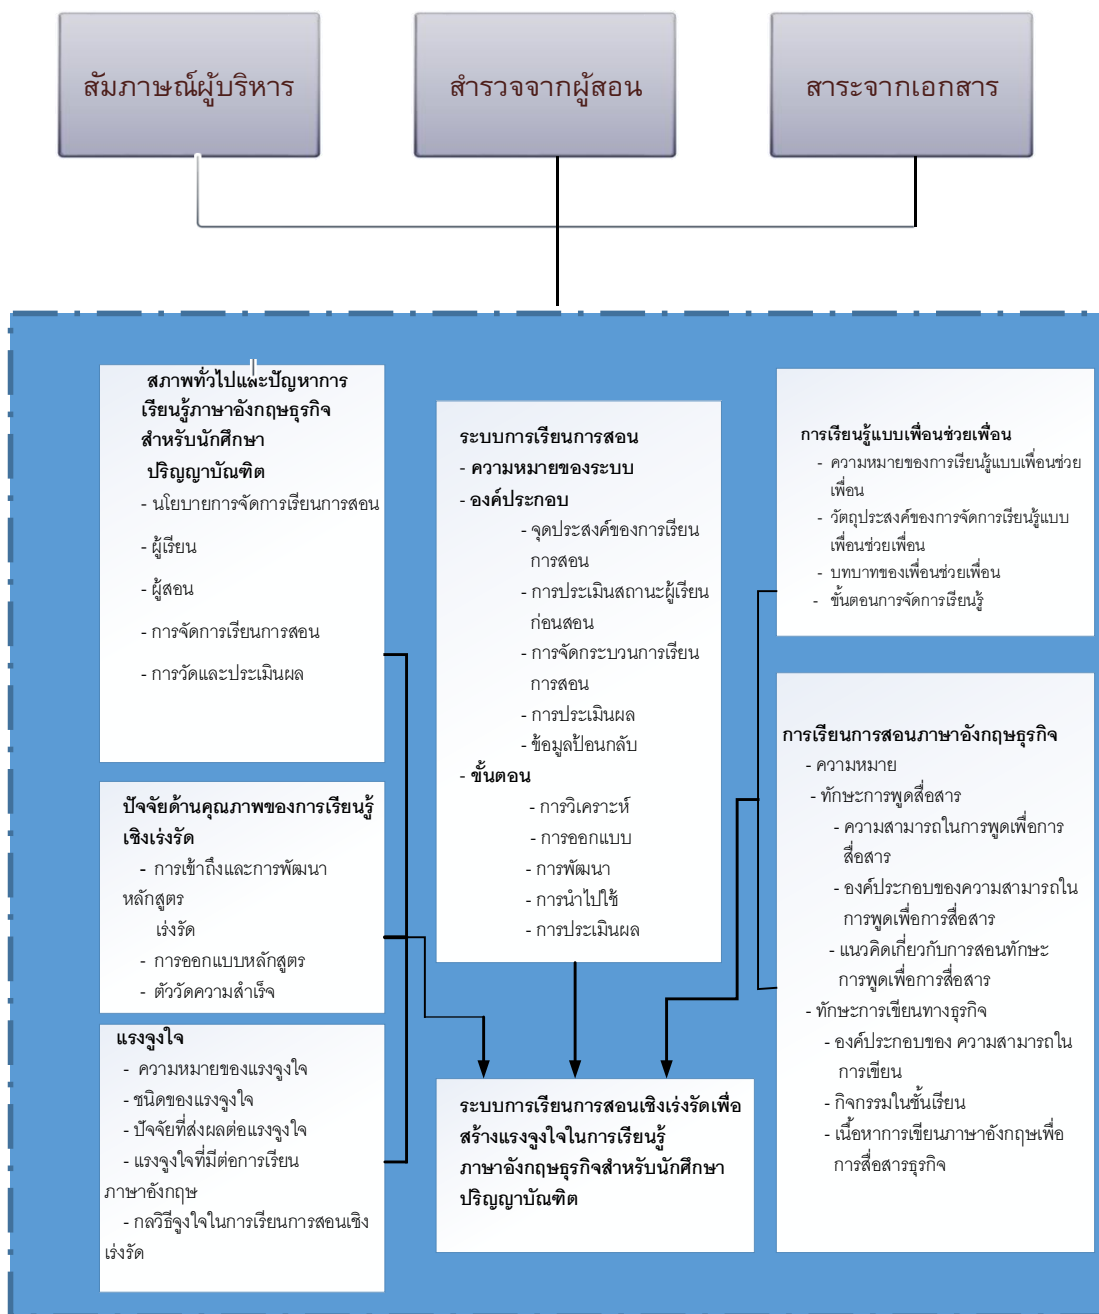 สัมภาษณ์ผู้บริหาร
สำรวจจากผู้สอน
สาระจากเอกสาร
สภาพทั่วไปและปัญหาการ
เรียนรู้ภาษาอังกฤษธุรกิจ
สำหรับนักศึกษา
ปริญญาบัณฑิต
- นโยบายการจัดการเรียนการสอน
- ผู้เรียน
- ผู้สอน
- การจัดการเรียนการสอน
- การวัดและประเมินผล
ปัจจัยด้านคุณภาพของการเรียนรู้
เชิงเร่งรัด
- การเข้าถึงและการพัฒนา
หลักสูตร
เร่งรัด
- การออกแบบหลักสูตร
- ตัววัดความสำเร็จ
แรงจูงใจ
- ความหมายของแรงจูงใจ
- ชนิดของแรงจูงใจ
- ปัจจัยที่ส่งผลต่อแรงจูงใจ
- แรงจูงใจที่มีต่อการเรียน
ภาษาอังกฤษ
- กลวิธีจูงใจในการเรียนการสอนเชิง
เร่งรัด
ระบบการเรียนการสอน
- ความหมายของระบบ
- องค์ประกอบ
- จุดประสงค์ของการเรียน
การสอน
- การประเมินสถานะผู้เรียน
ก่อนสอน
- การจัดกระบวนการเรียน
การสอน
- การประเมินผล
- ข้อมูลป้อนกลับ
- ขั้นตอน
- การวิเคราะห์
- การออกแบบ
- การพัฒนา
- การนำไปใช้
- การประเมินผล
ระบบการเรียนการสอนเชิงเร่งรัดเพื่อ
สร้างแรงจูงใจในการเรียนรู้
ภาษาอังกฤษธุรกิจสำหรับนักศึกษา
ปริญญาบัณฑิต
การเรียนรู้แบบเพื่อนช่วยเพื่อน
- ความหมายของการเรียนรู้แบบเพื่อนช่วย
เพื่อน
- วัตถุประสงค์ของการจัดการเรียนรู้แบบ
เพื่อนช่วยเพื่อน
- บทบาทของเพื่อนช่วยเพื่อน
- ขั้นตอนการจัดการเรียนรู้
การเรียนการสอนภาษาอังกฤษธุรกิจ
- ความหมาย
- ทักษะการพูดสื่อสาร
- ความสามารถในการพูดเพื่อการ
สื่อสาร
- องค์ประกอบของความสามารถใน
การพูดเพื่อการสื่อสาร
- แนวคิดเกี่ยวกับการสอนทักษะ
การพูดเพื่อการสื่อสาร
- ทักษะการเขียนทางธุรกิจ
- องค์ประกอบของ ความสามารถใน
การเขียน
- กิจกรรมในชั้นเรียน
- เนื้อหาการเขียนภาษาอังกฤษเพื่อ
การสื่อสารธุรกิจ